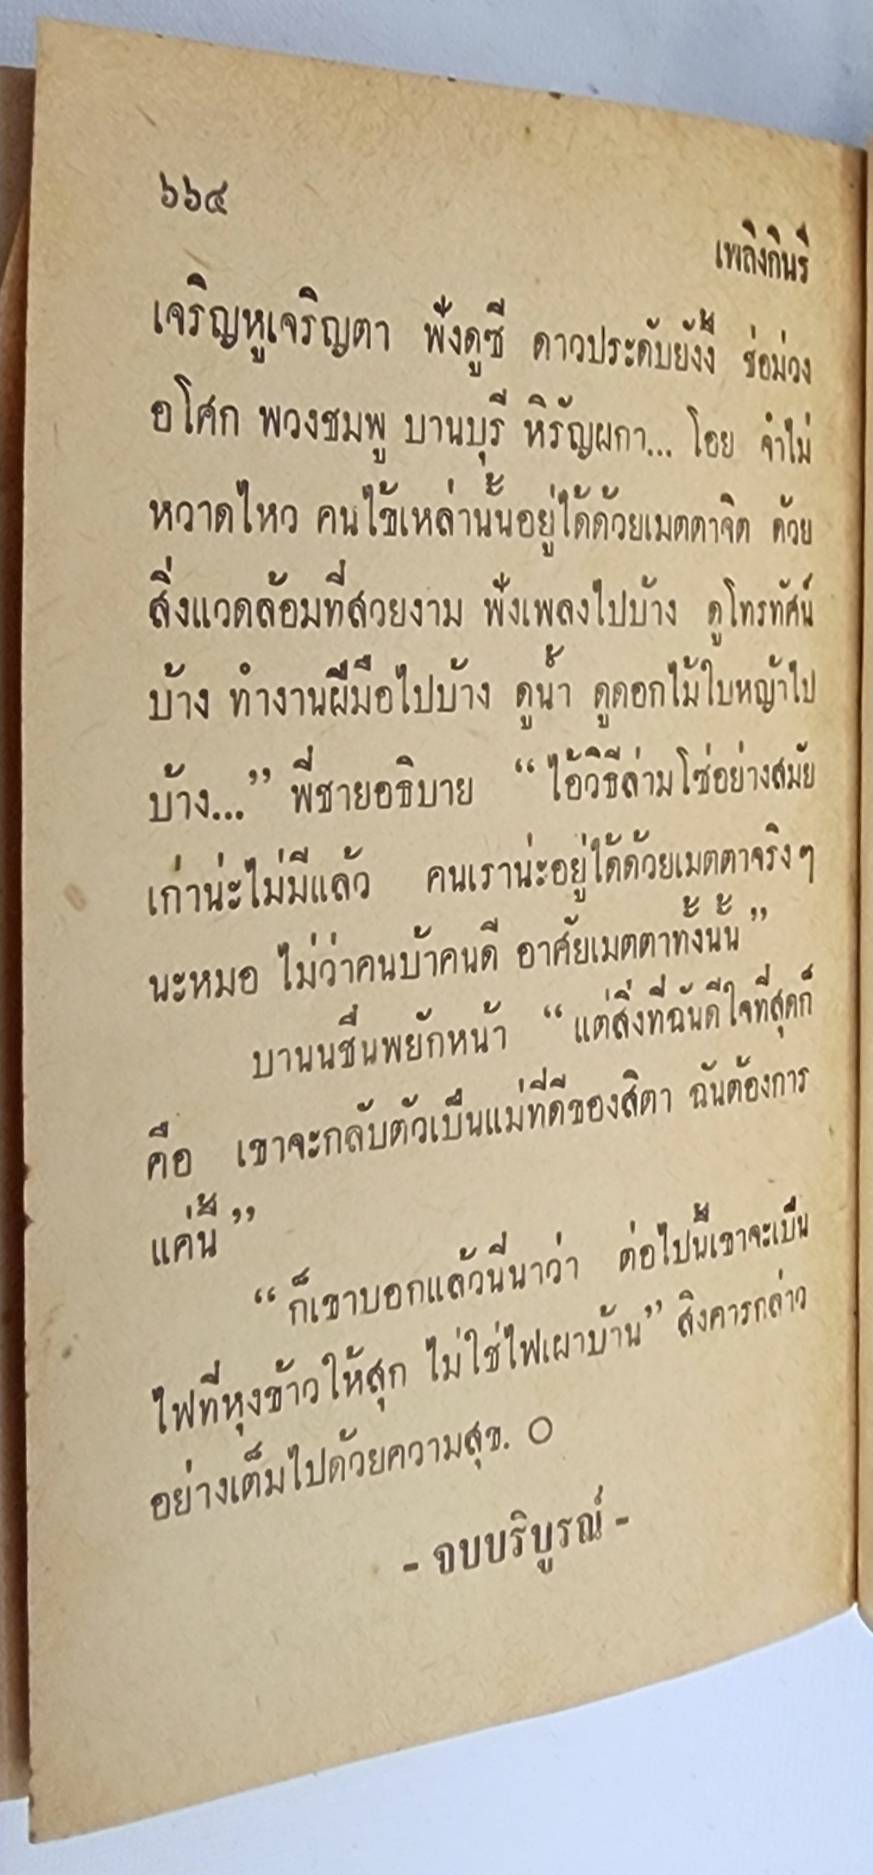 ๖๖๔
เพลิงกินรี
เจริญหูเจริญตา ฟังดูซี ดาวประดับยังงี้ ช่อม่วง
อโศก พวงชมพู บานบุรี หิรัญผกา... โอย จำไม่
หวาดไหว คนไข้เหล่านั้นอยู่ได้ด้วยเมตตาจิต ด้วย
สิ่งแวดล้อมที่สวยงาม ฟังเพลงไปบ้าง ดูโทรทัศน์
บ้าง ทำงานฝีมือไปบ้าง ดูน้ำ ดูดอกไม้ใบหญ้าไป
บ้าง...” พี่ชายอธิบาย “ไอ้วิธีล่ามโซ่อย่างสมัย
เก่าน่ะไม่มีแล้ว คนเราน่ะอยู่ได้ด้วยเมตตาจริงๆ
นะหมอ ไม่ว่าคนบ้าคนดี อาศัยเมตตาทั้งนั้น”
บานนชื่นพยักหน้า “แต่สิ่งที่ฉันดีใจที่สุดก็
คือ เขาจะกลับตัวเป็นแม่ที่ดีของสิตา ฉันต้องการ
แค่นี้”
“ก็เขาบอกแล้วนี่นาว่า ต่อไปนี้เขาจะเป็น
ไฟที่หุงข้าวให้สุก ไม่ใช่ไฟเผาบ้าน” สิงคารกล่าว
อย่างเต็มไปด้วยความสุข. ○
- จบบริบูรณ์ -